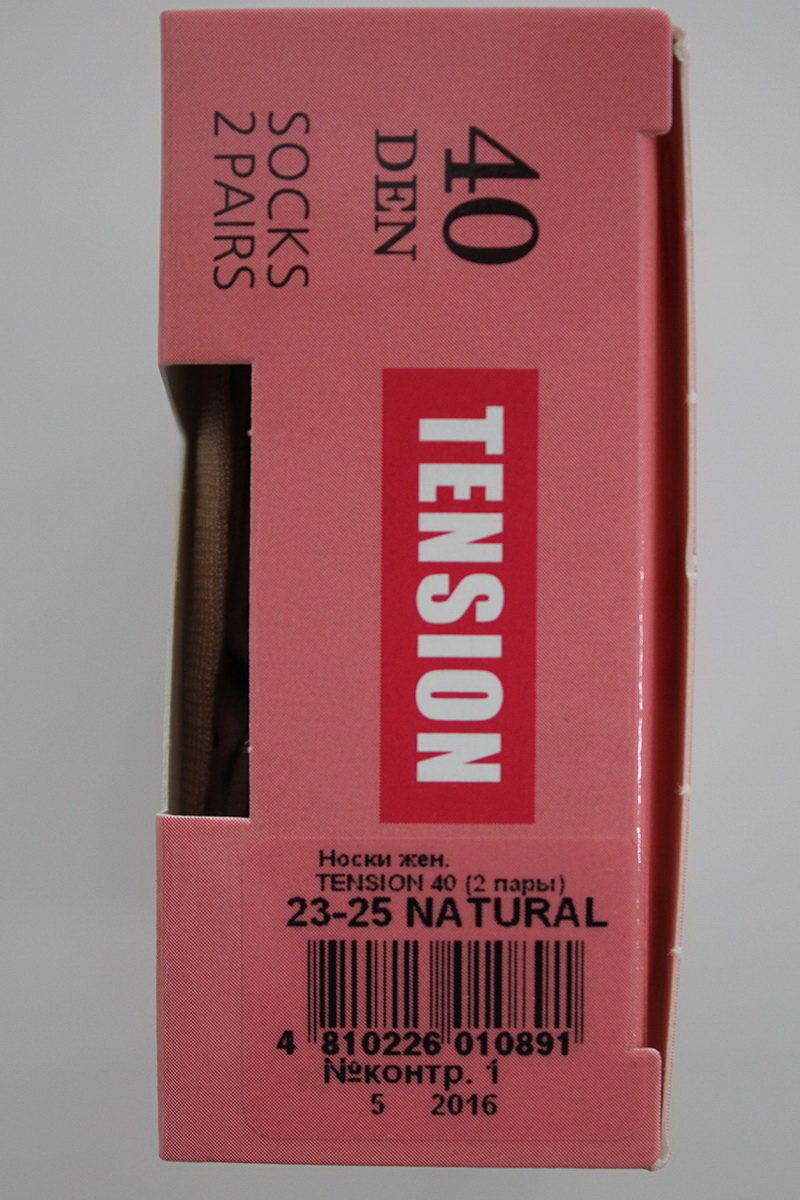 40
DEN
SOCKS
2 PAIRS
TENSION
Носки жен.
TENSION 40 (2 пары)
23-25 NATURAL
4 810226 010891
№контр. 1
5 2016